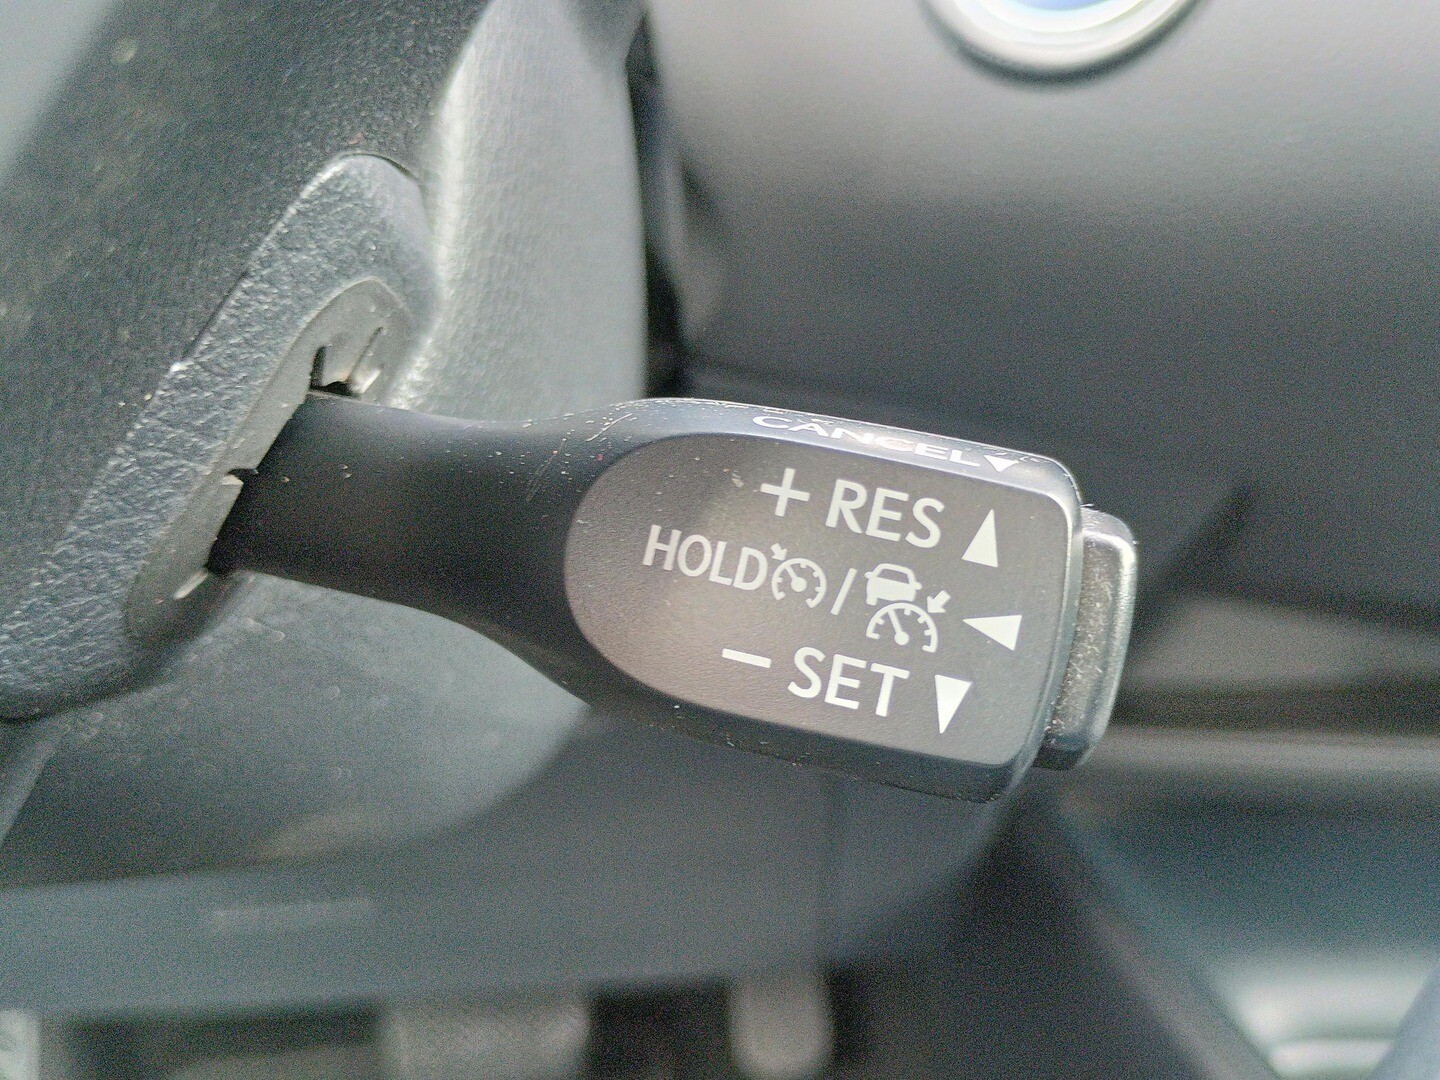 CANCEL
+ RES
HOLD /
- SET